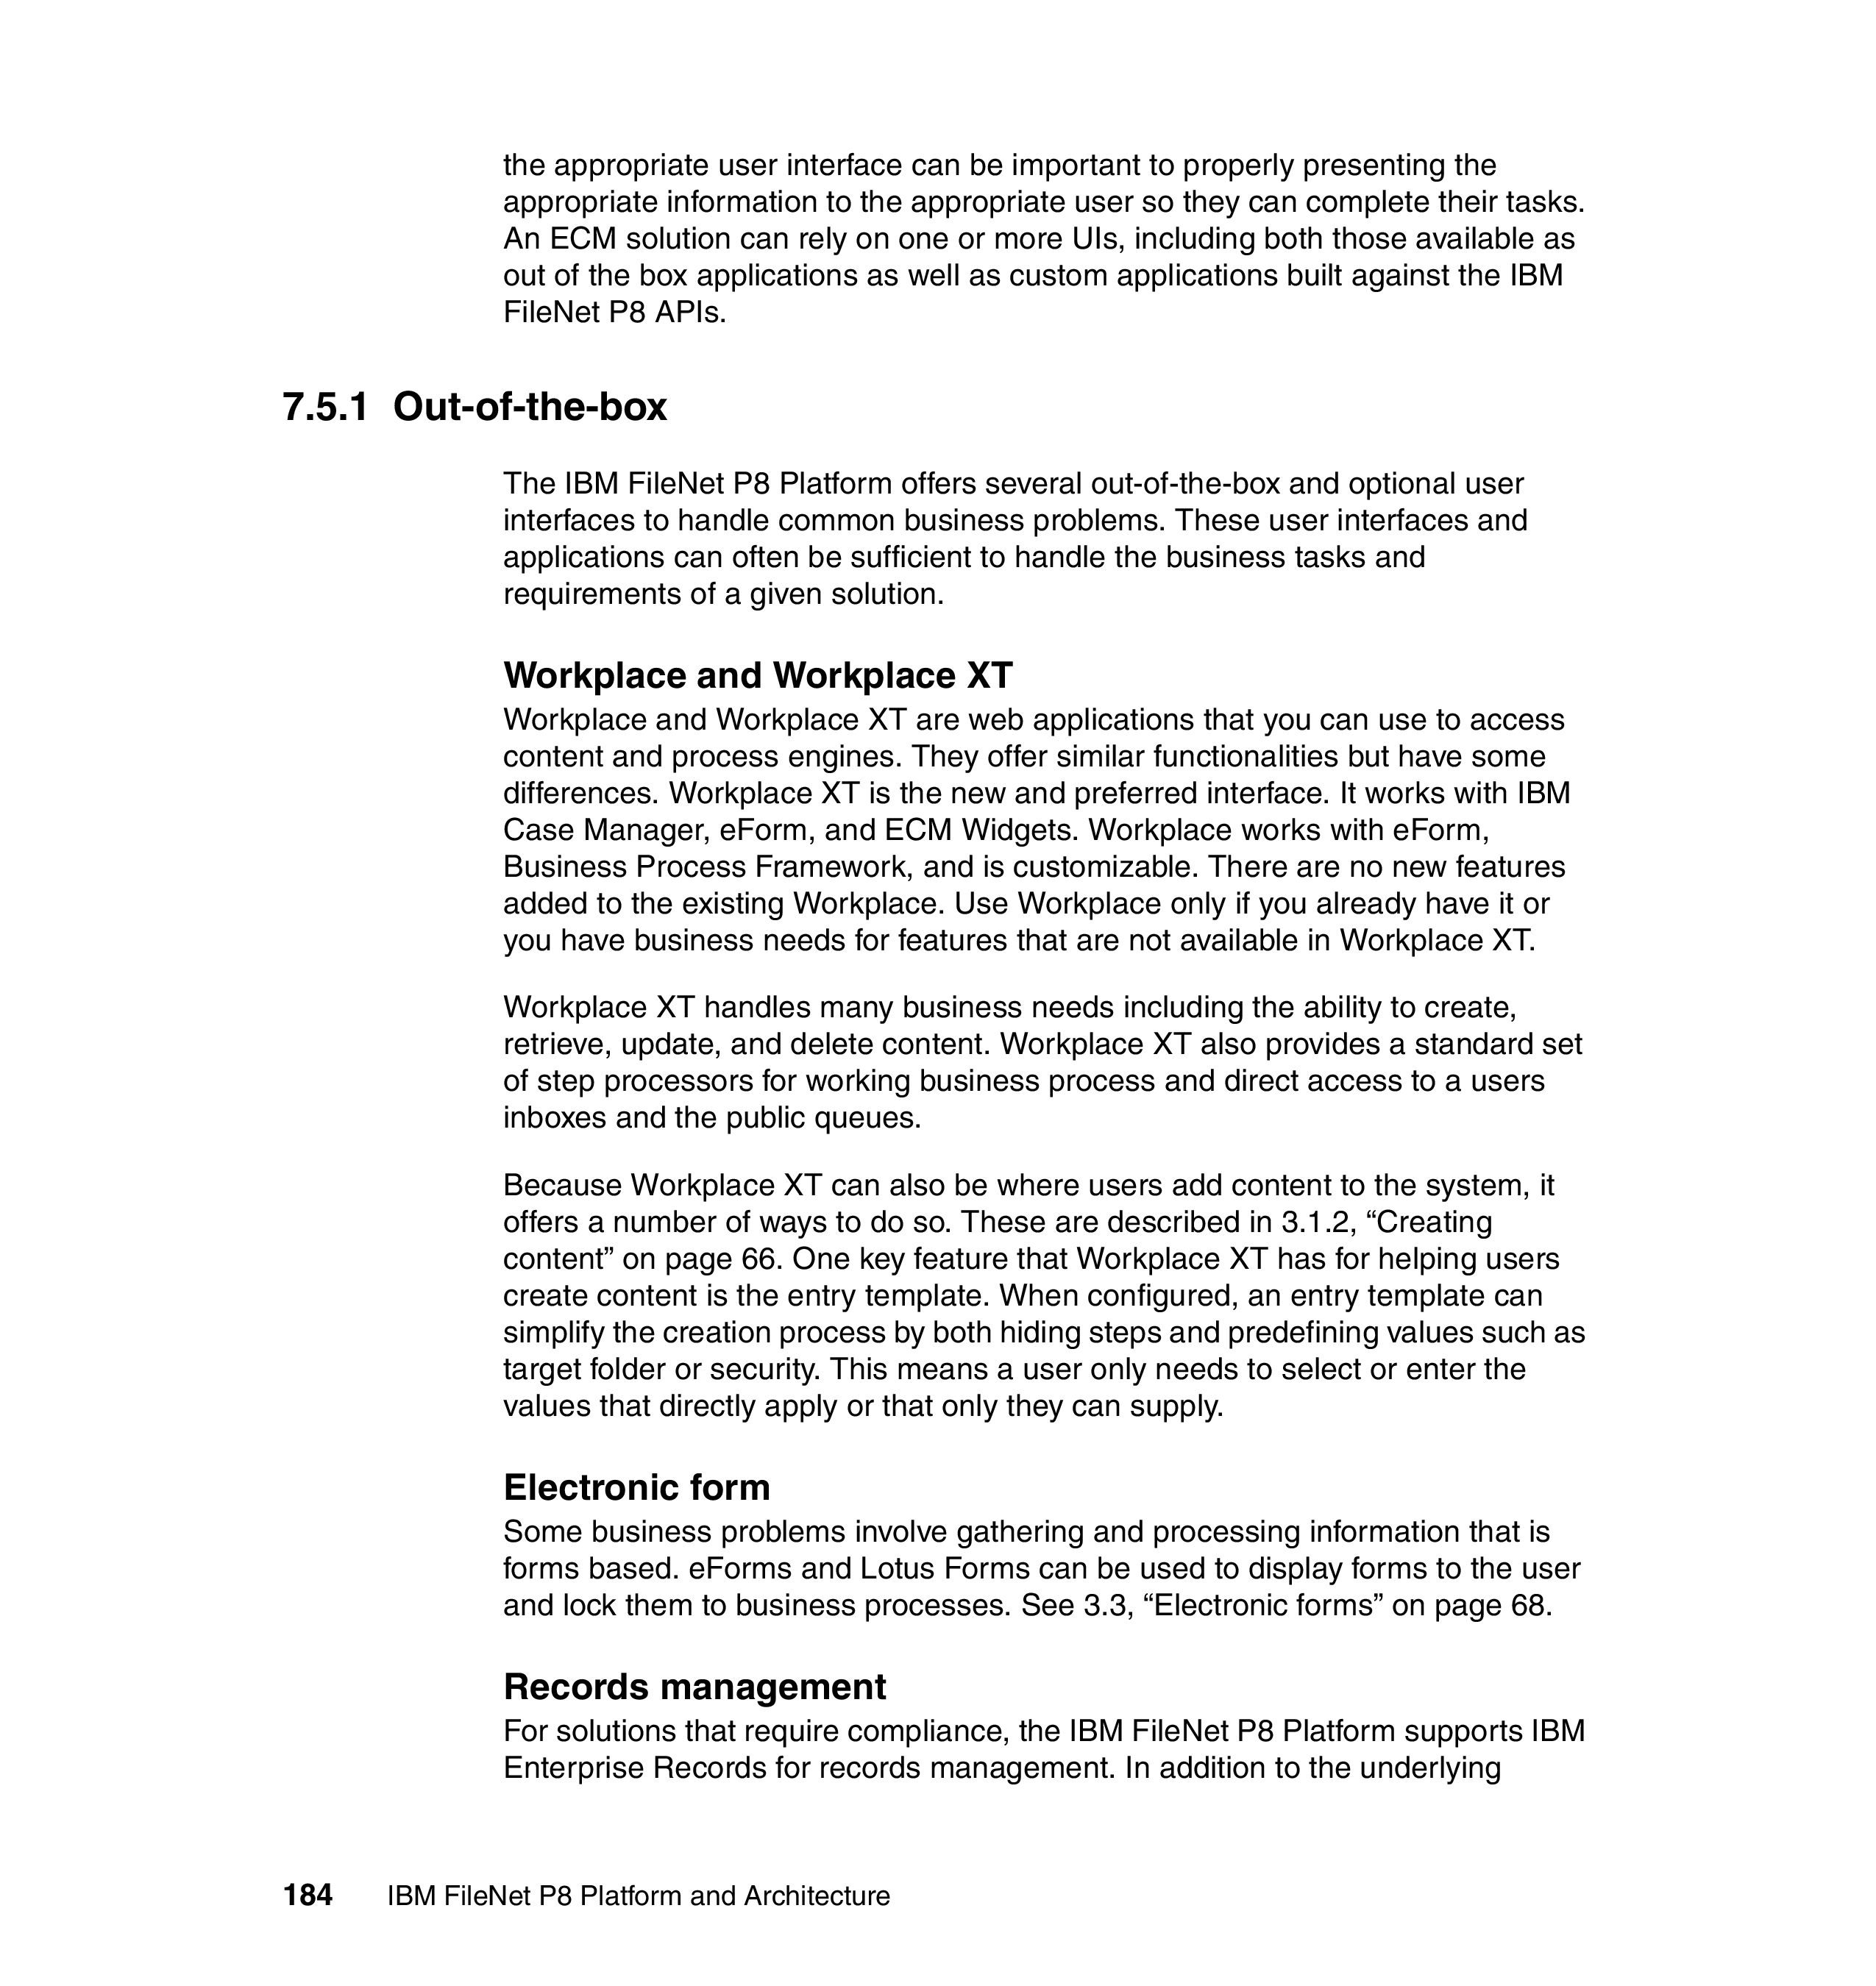 the appropriate user interface can be important to properly presenting the
appropriate information to the appropriate user so they can complete their tasks.
An ECM solution can rely on one or more UIs, including both those available as
out of the box applications as well as custom applications built against the IBM
FileNet P8 APIs.
7.5.1 Out-of-the-box
The IBM FileNet P8 Platform offers several out-of-the-box and optional user
interfaces to handle common business problems. These user interfaces and
applications can often be sufficient to handle the business tasks and
requirements of a given solution.
Workplace and Workplace XT
Workplace and Workplace XT are web applications that you can use to access
content and process engines. They offer similar functionalities but have some
differences. Workplace XT is the new and preferred interface. It works with IBM
Case Manager, eForm, and ECM Widgets. Workplace works with eForm,
Business Process Framework, and is customizable. There are no new features
added to the existing Workplace. Use Workplace only if you already have it or
you have business needs for features that are not available in Workplace XT.
Workplace XT handles many business needs including the ability to create,
retrieve, update, and delete content. Workplace XT also provides a standard set
of step processors for working business process and direct access to a users
inboxes and the public queues.
Because Workplace XT can also be where users add content to the system, it
offers a number of ways to do so. These are described in 3.1.2, “Creating
content” on page 66. One key feature that Workplace XT has for helping users
create content is the entry template. When configured, an entry template can
simplify the creation process by both hiding steps and predefining values such as
target folder or security. This means a user only needs to select or enter the
values that directly apply or that only they can supply.
Electronic form
Some business problems involve gathering and processing information that is
forms based. eForms and Lotus Forms can be used to display forms to the user
and lock them to business processes. See 3.3, “Electronic forms” on page 68.
Records management
For solutions that require compliance, the IBM FileNet P8 Platform supports IBM
Enterprise Records for records management. In addition to the underlying
184 IBM FileNet P8 Platform and Architecture